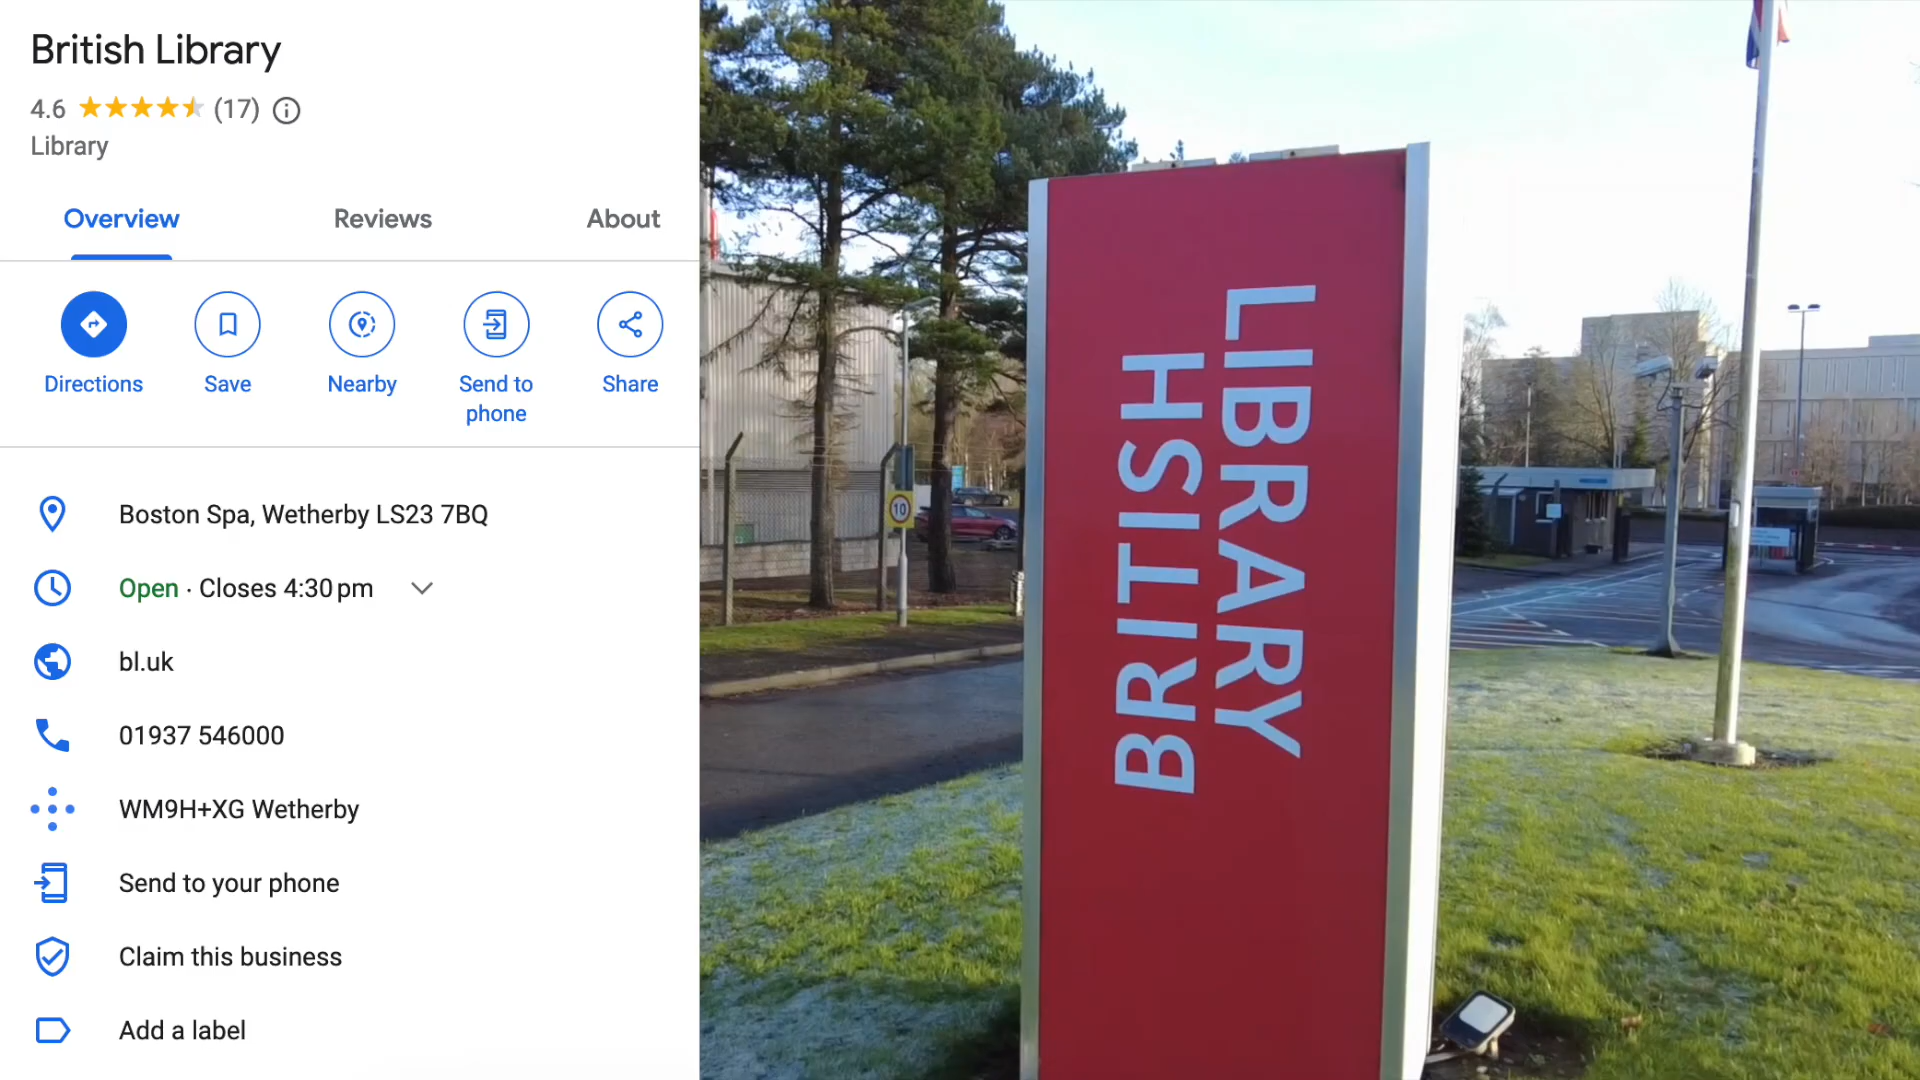 British Library
4.6 (17)
Library
Overview Reviews About
Directions Save Nearby Send to phone Share
Boston Spa, Wetherby LS23 7BQ
Open · Closes 4:30 pm
bl.uk
01937 546000
WM9H+XG Wetherby
Send to your phone
Claim this business
Add a label
BRITISH
LIBRARY
10